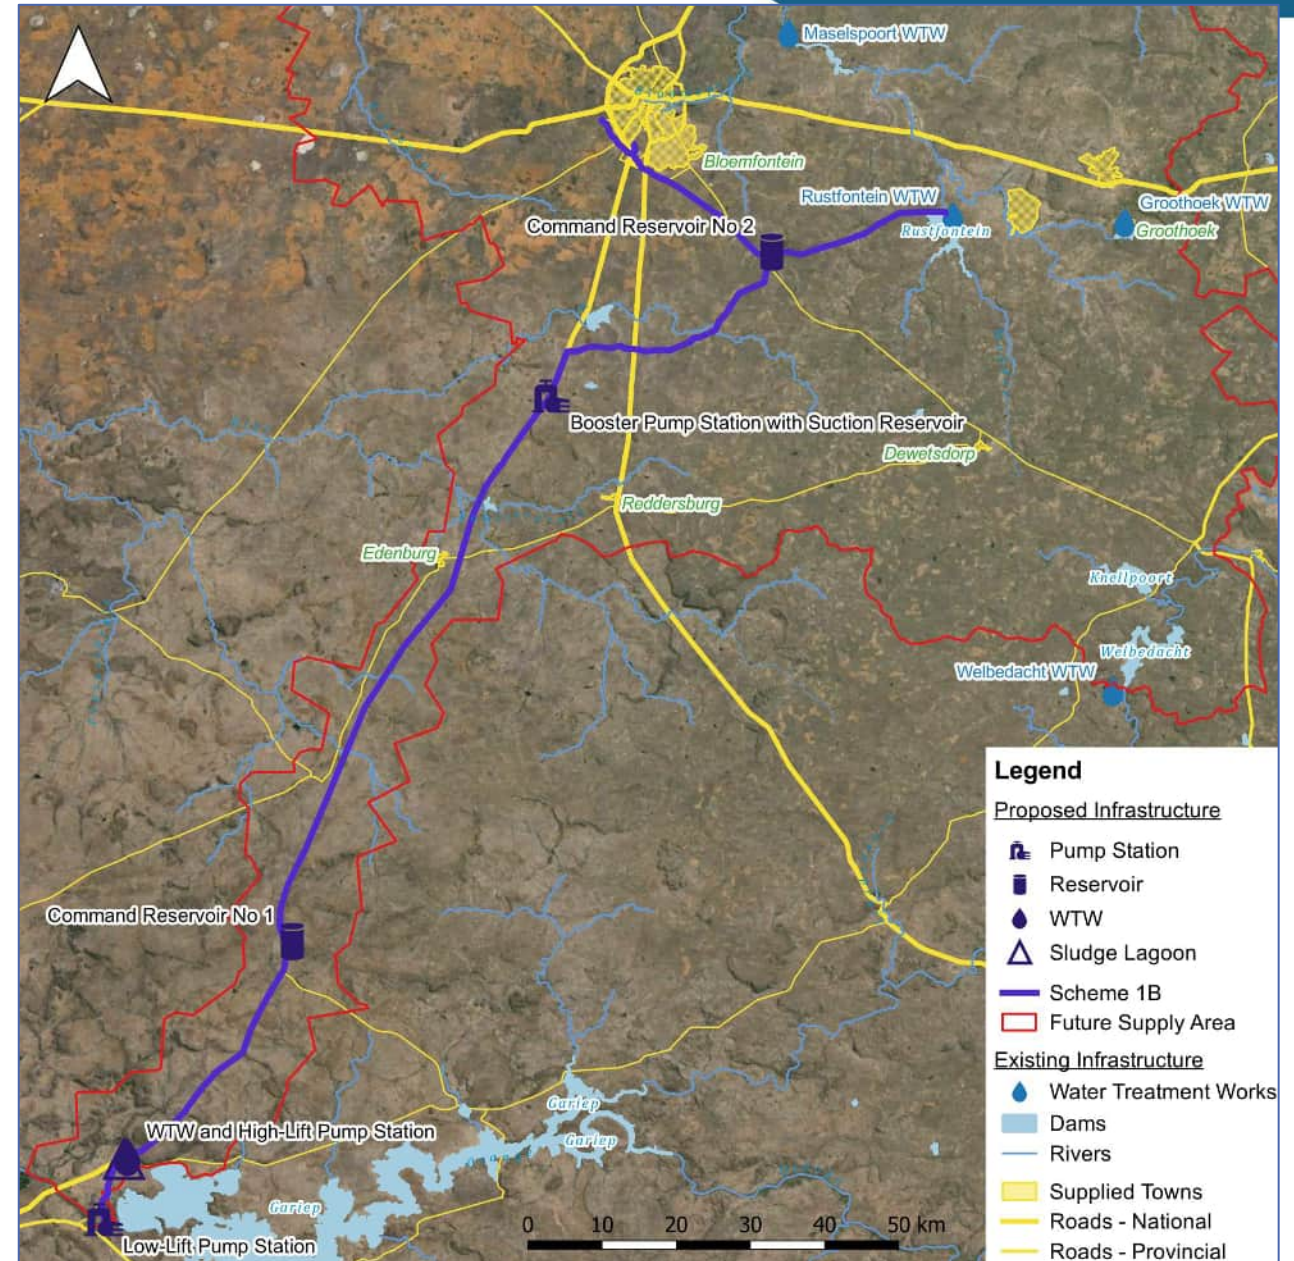 Maselspoort WTW
Bloemfontein
Rustfontein WTW
Groothoek WTW
Command Reservoir No 2
Rustfontein
Groothoek
Booster Pump Station with Suction Reservoir
Dewetsdorp
Reddersburg
Edenburg
Knellpoort
Welbedacht
Welbedacht WTW
Command Reservoir No 1
Gariep
WTW and High-Lift Pump Station
Gariep
Gariep
Low-Lift Pump Station
0 10 20 30 40 50 km
Legend
Proposed Infrastructure
Pump Station
Reservoir
WTW
Sludge Lagoon
Scheme 1B
Future Supply Area
Existing Infrastructure
Water Treatment Works
Dams
Rivers
Supplied Towns
Roads - National
Roads - Provincial